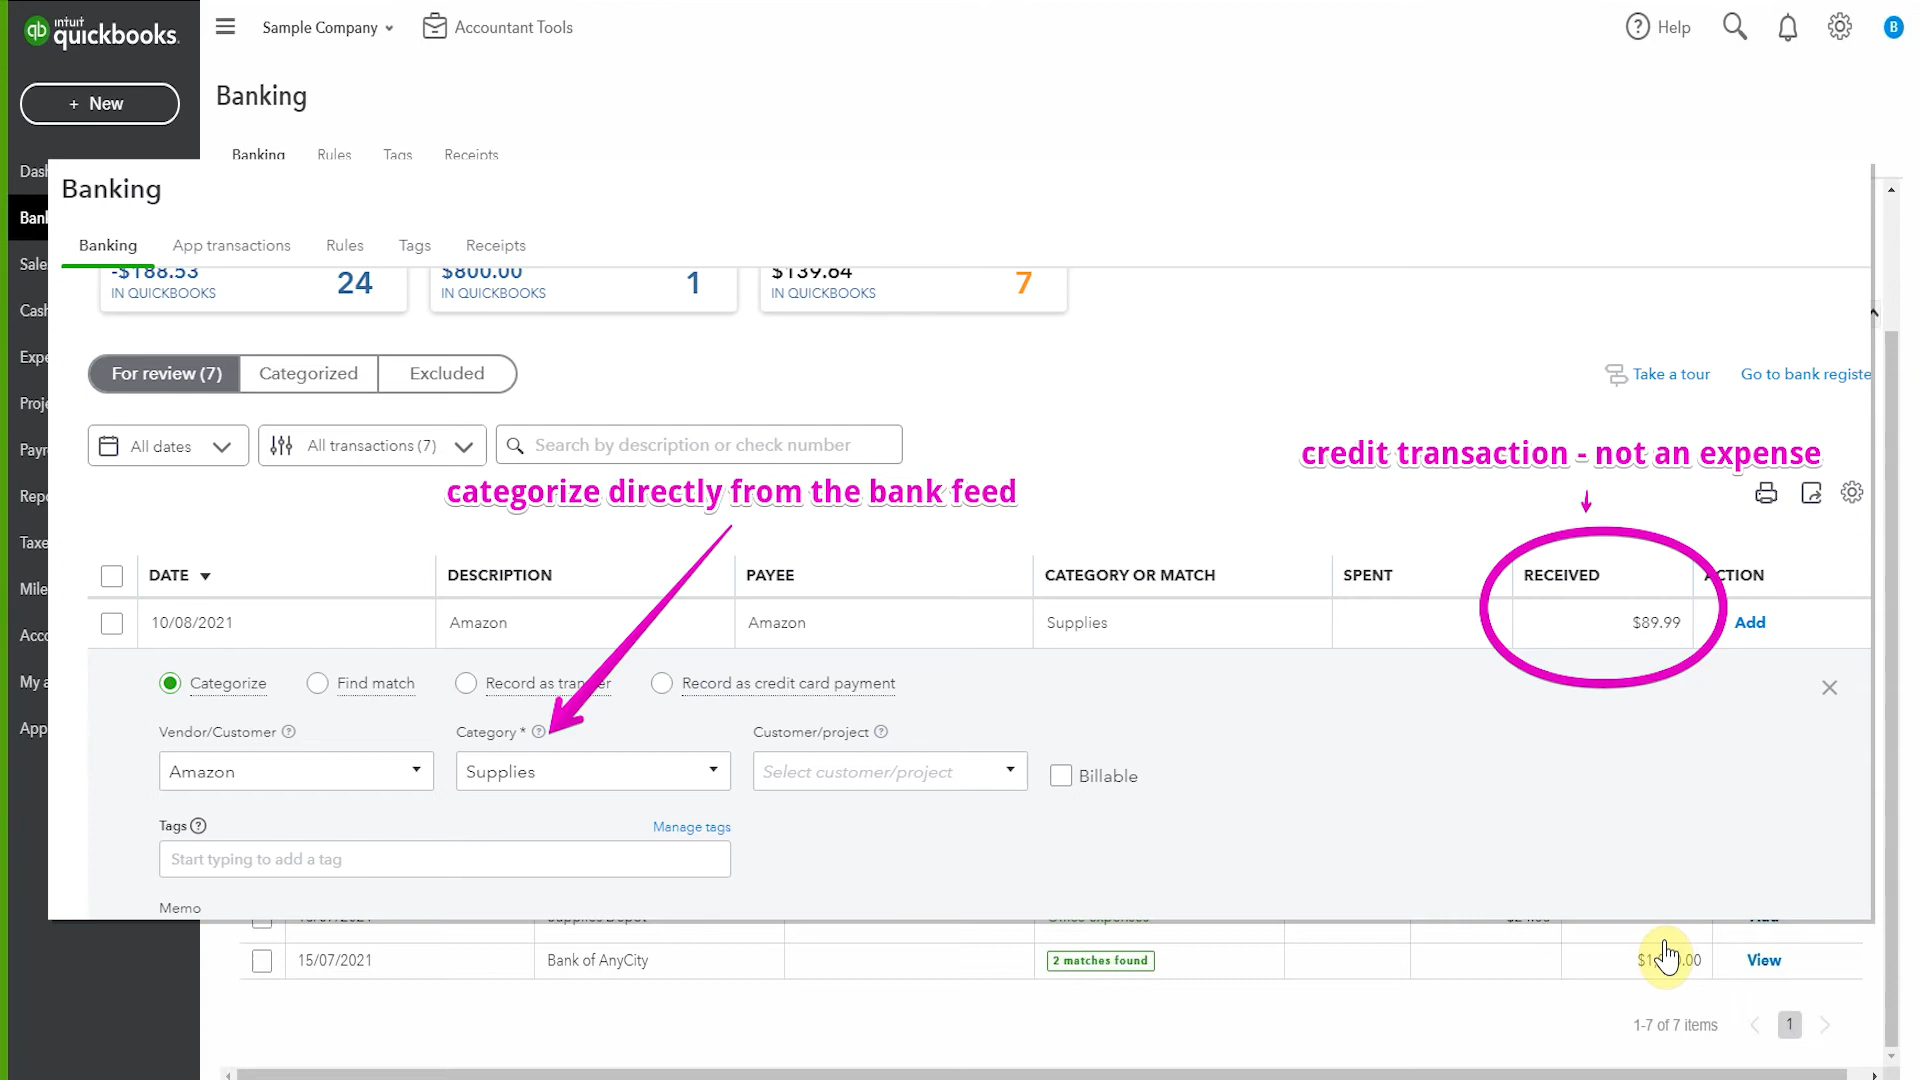 intuit
qb quickbooks.
Sample Company
Accountant Tools
Help
B
+ New
Banking
Banking Rules Tags Receipts
Banking
Banking App transactions Rules Tags Receipts
-$188.53 24
IN QUICKBOOKS
$800.00 1
IN QUICKBOOKS
$139.64 7
IN QUICKBOOKS
For review (7) Categorized Excluded
Take a tour Go to bank registe
All dates All transactions (7) Search by description or check number
credit transaction - not an expense
categorize directly from the bank feed
DATE DESCRIPTION PAYEE CATEGORY OR MATCH SPENT RECEIVED ACTION
10/08/2021 Amazon Amazon Supplies $89.99 Add
Categorize Find match Record as transfer Record as credit card payment
Vendor/Customer Category * Customer/project
Amazon Supplies Select customer/project Billable
Tags Manage tags
Start typing to add a tag
Memo
15/07/2021 Bank of AnyCity 2 matches found View
1-7 of 7 items 1
Dash
Bank
Sale
Cash
Expe
Proje
Payr
Repo
Taxe
Mile
Acco
My a
App